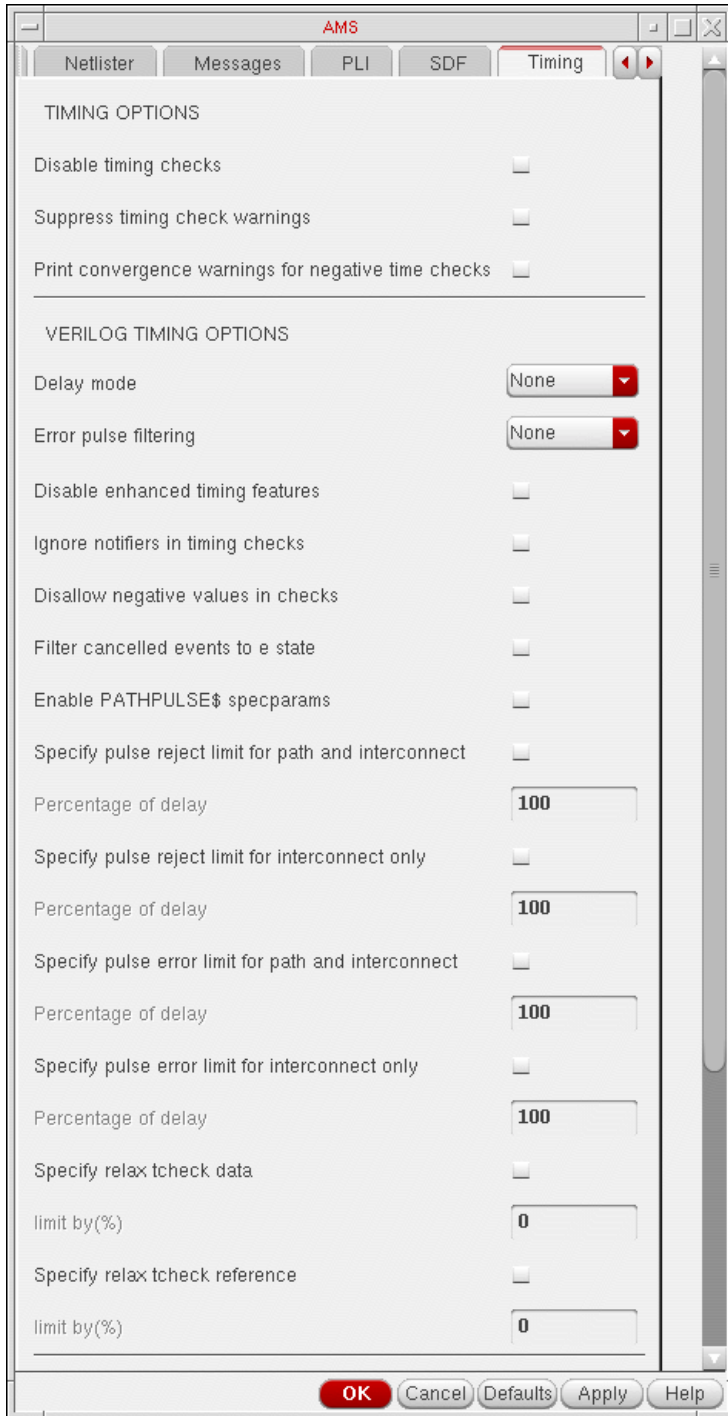 AMS
Netlister Messages PLI SDF Timing
TIMING OPTIONS
Disable timing checks
Suppress timing check warnings
Print convergence warnings for negative time checks
VERILOG TIMING OPTIONS
Delay mode None
Error pulse filtering None
Disable enhanced timing features
Ignore notifiers in timing checks
Disallow negative values in checks
Filter cancelled events to e state
Enable PATHPULSE$ specparams
Specify pulse reject limit for path and interconnect
Percentage of delay 100
Specify pulse reject limit for interconnect only
Percentage of delay 100
Specify pulse error limit for path and interconnect
Percentage of delay 100
Specify pulse error limit for interconnect only
Percentage of delay 100
Specify relax tcheck data
limit by(%) 0
Specify relax tcheck reference
limit by(%) 0
OK Cancel Defaults Apply Help